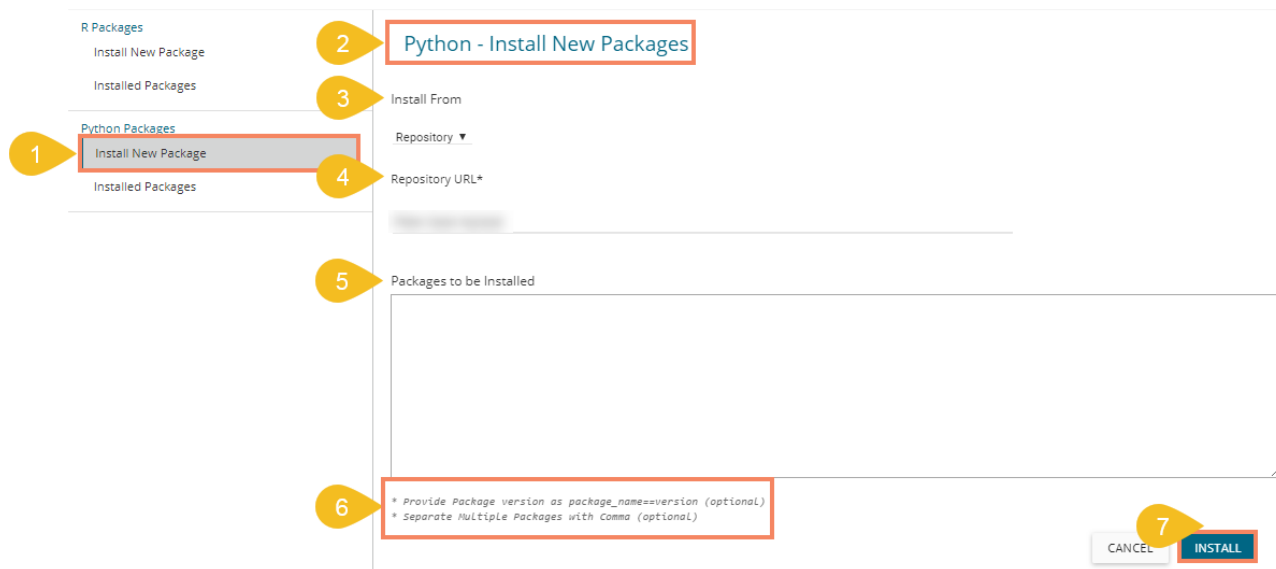 R Packages
Install New Package
Installed Packages
Python Packages
1
Install New Package
Installed Packages
2
Python - Install New Packages
3
Install From
Repository ▼
4
Repository URL*
5
Packages to be Installed
6
* Provide Package version as package_name==version (optional)
* Separate Multiple Packages with Comma (optional)
7
CANCEL
INSTALL